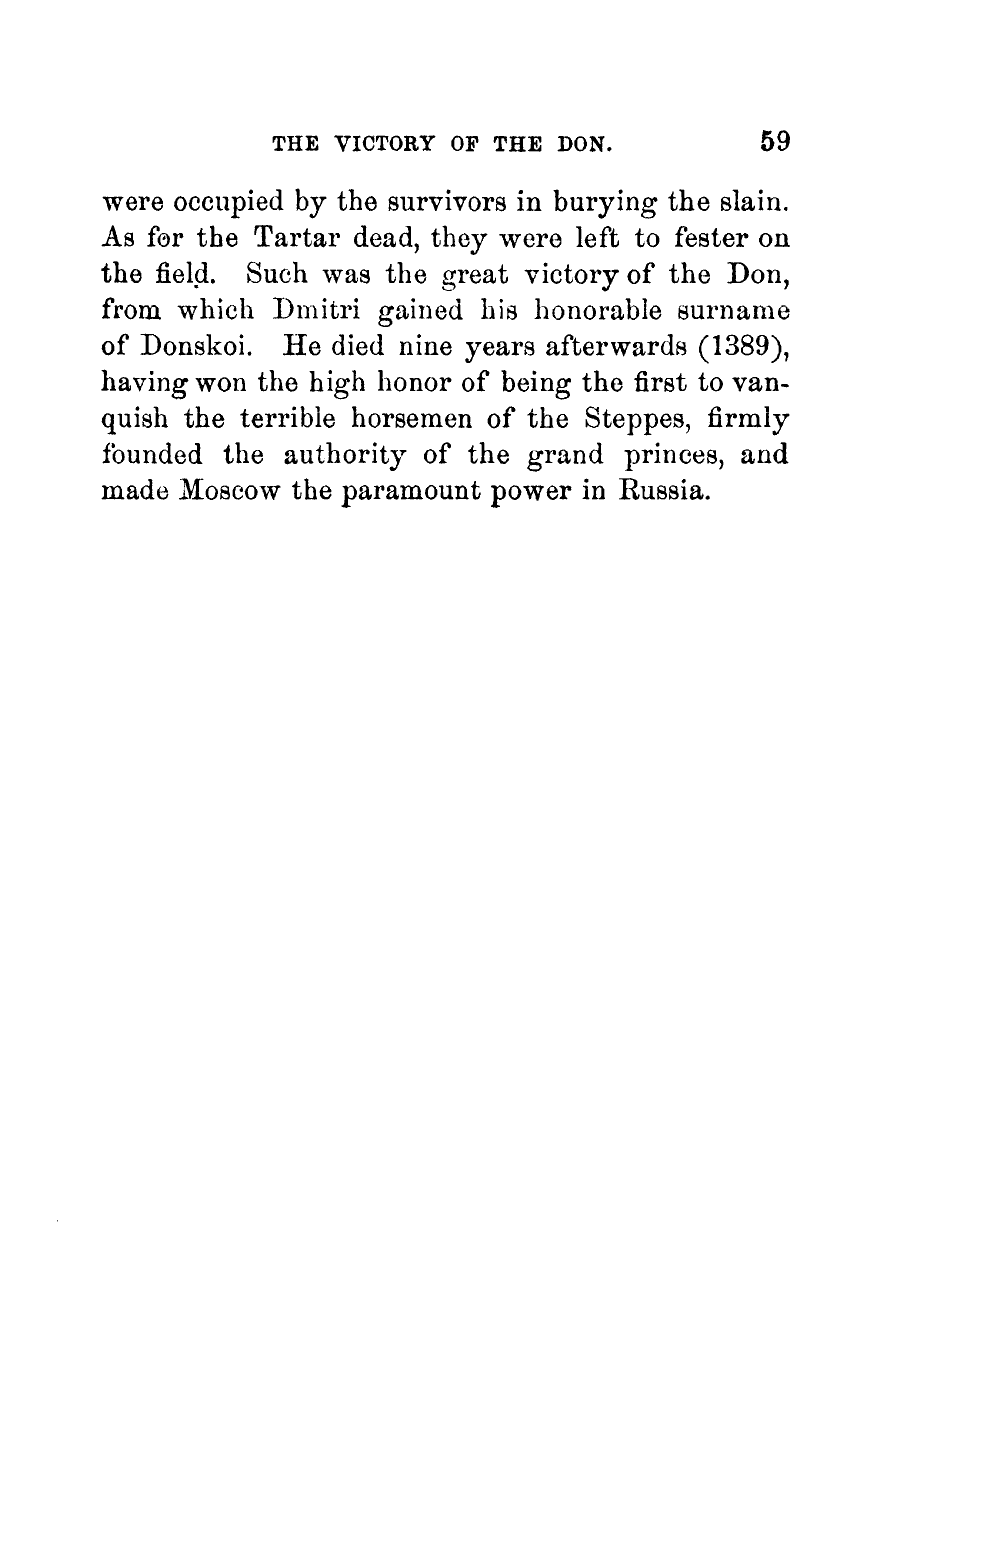 THE VICTORY OF THE DON. 59
were occupied by the survivors in burying the slain.
As for the Tartar dead, they were left to fester on
the field. Such was the great victory of the Don,
from which Dmitri gained his honorable surname
of Donskoi. He died nine years afterwards (1389),
having won the high honor of being the first to van-
quish the terrible horsemen of the Steppes, firmly
founded the authority of the grand princes, and
made Moscow the paramount power in Russia.